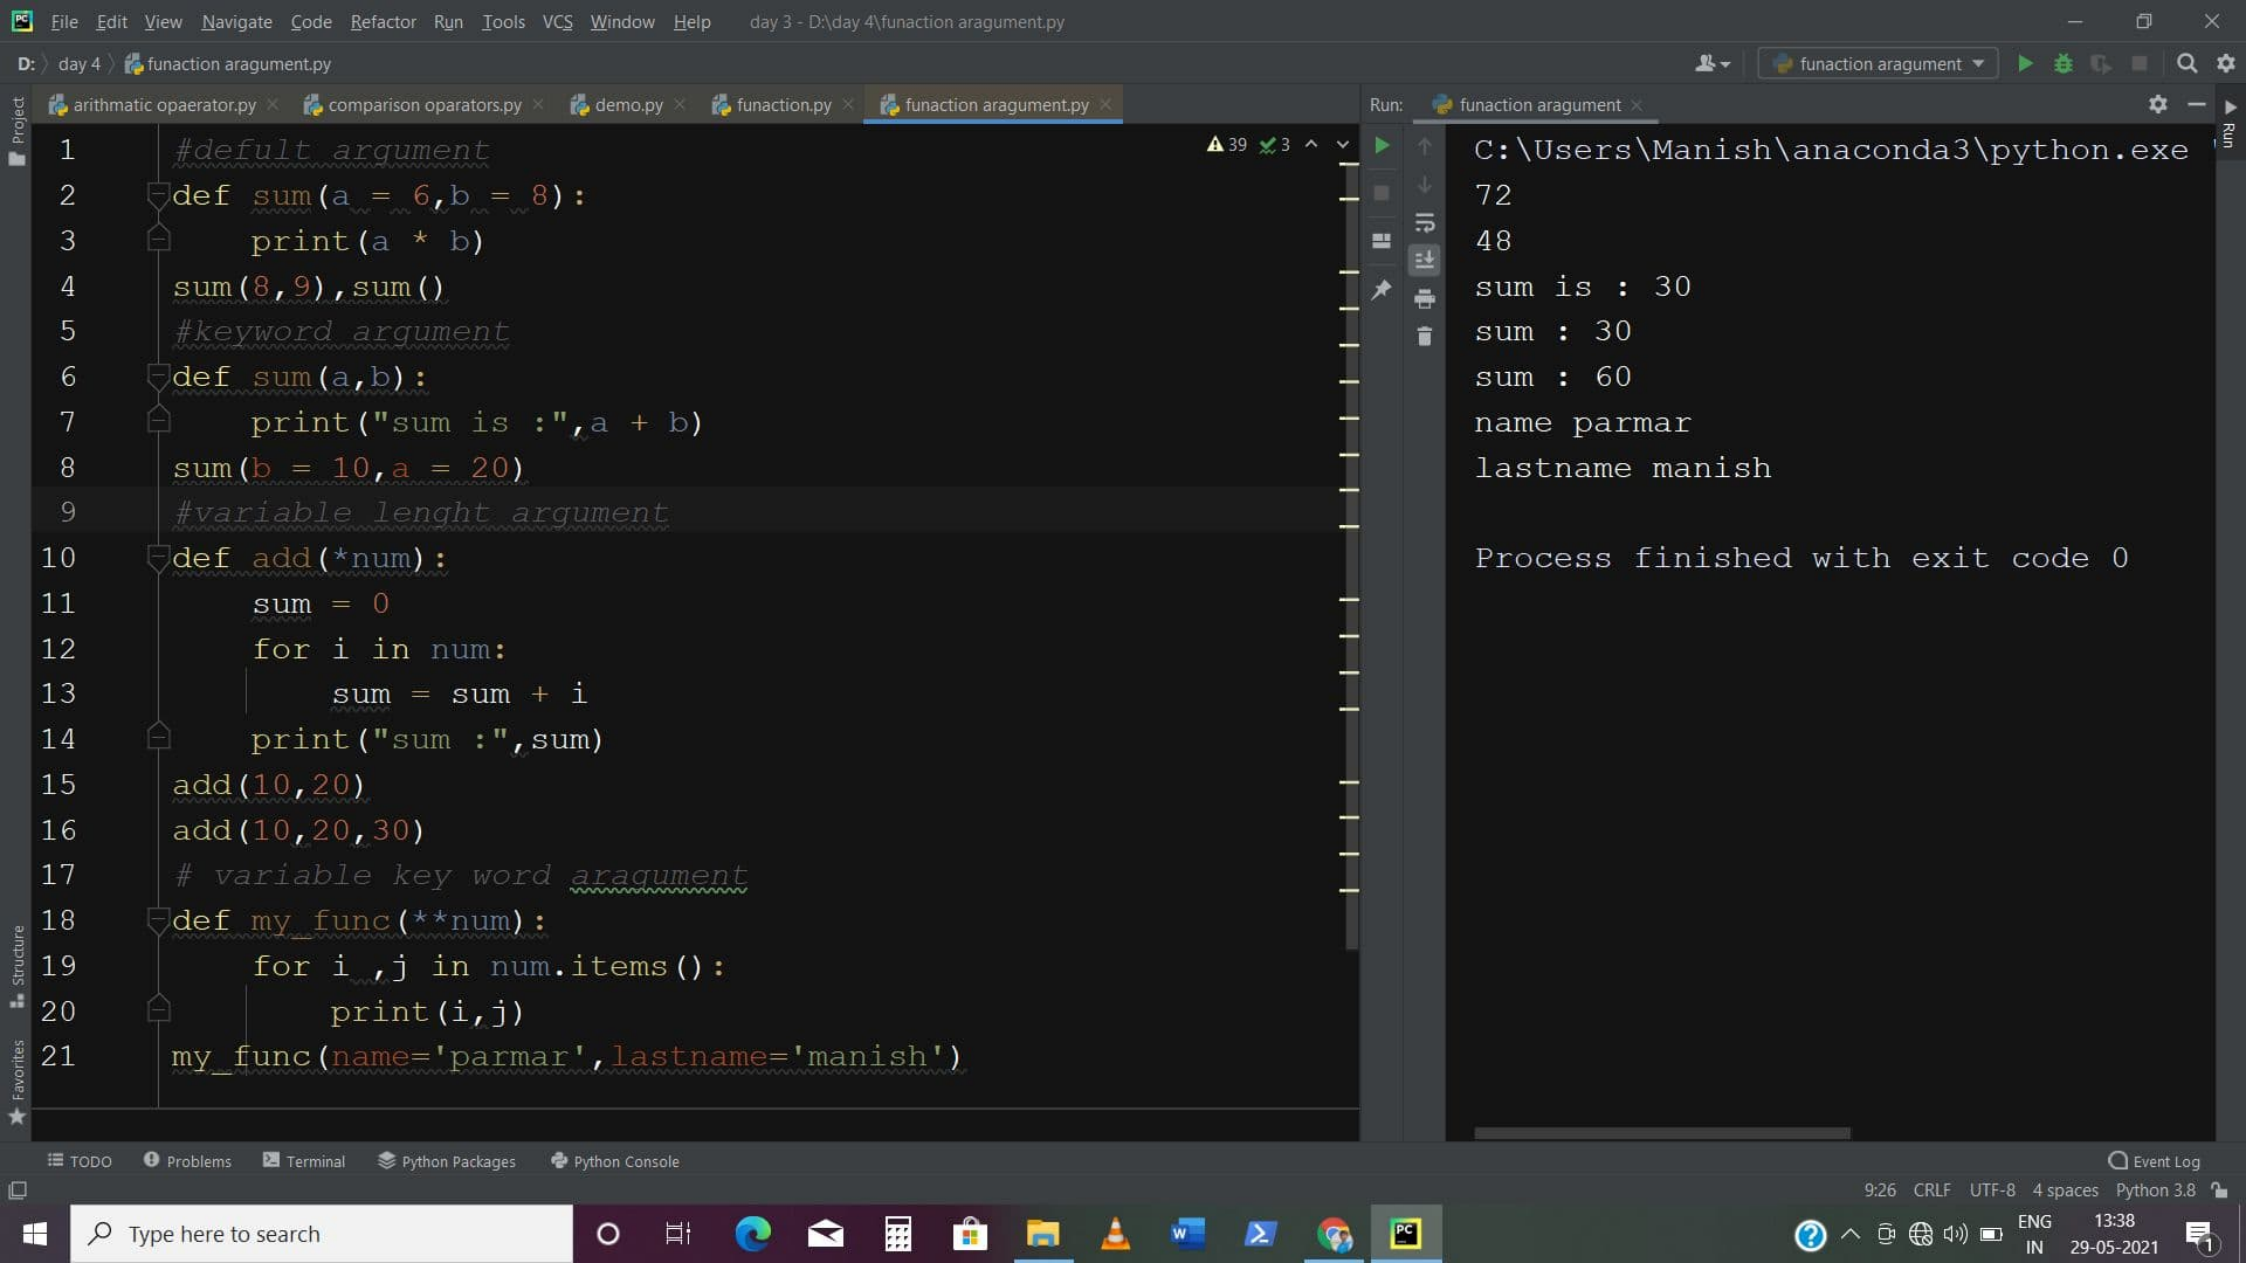 File Edit View Navigate Code Refactor Run Tools VCS Window Help day 3 - D:\day 4\funaction aragument.py
D: day 4 funaction aragument.py funaction aragument
Project arithmatic opaerator.py comparison oparators.py demo.py funaction.py funaction aragument.py Run: funaction aragument Run
39 3
1 #defult argument
2 def sum(a = 6,b = 8):
3 print(a * b)
4 sum(8,9),sum()
5 #keyword argument
6 def sum(a,b):
7 print("sum is :",a + b)
8 sum(b = 10,a = 20)
9 #variable lenght argument
10 def add(*num):
11 sum = 0
12 for i in num:
13 sum = sum + i
14 print("sum :",sum)
15 add(10,20)
16 add(10,20,30)
17 # variable key word aragument
18 def my_func(**num):
19 for i ,j in num.items():
20 print(i,j)
21 my_func(name='parmar',lastname='manish')
C:\Users\Manish\anaconda3\python.exe
72
48
sum is : 30
sum : 30
sum : 60
name parmar
lastname manish
Process finished with exit code 0
Structure
Favorites
TODO Problems Terminal Python Packages Python Console Event Log
9:26 CRLF UTF-8 4 spaces Python 3.8
Type here to search
ENG
IN
13:38
29-05-2021
1